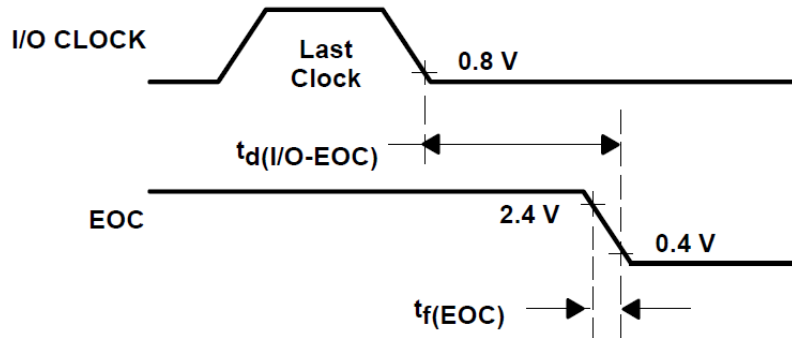 I/O CLOCK
Last
Clock
0.8 V
td(I/O-EOC)
EOC
2.4 V
0.4 V
tf(EOC)